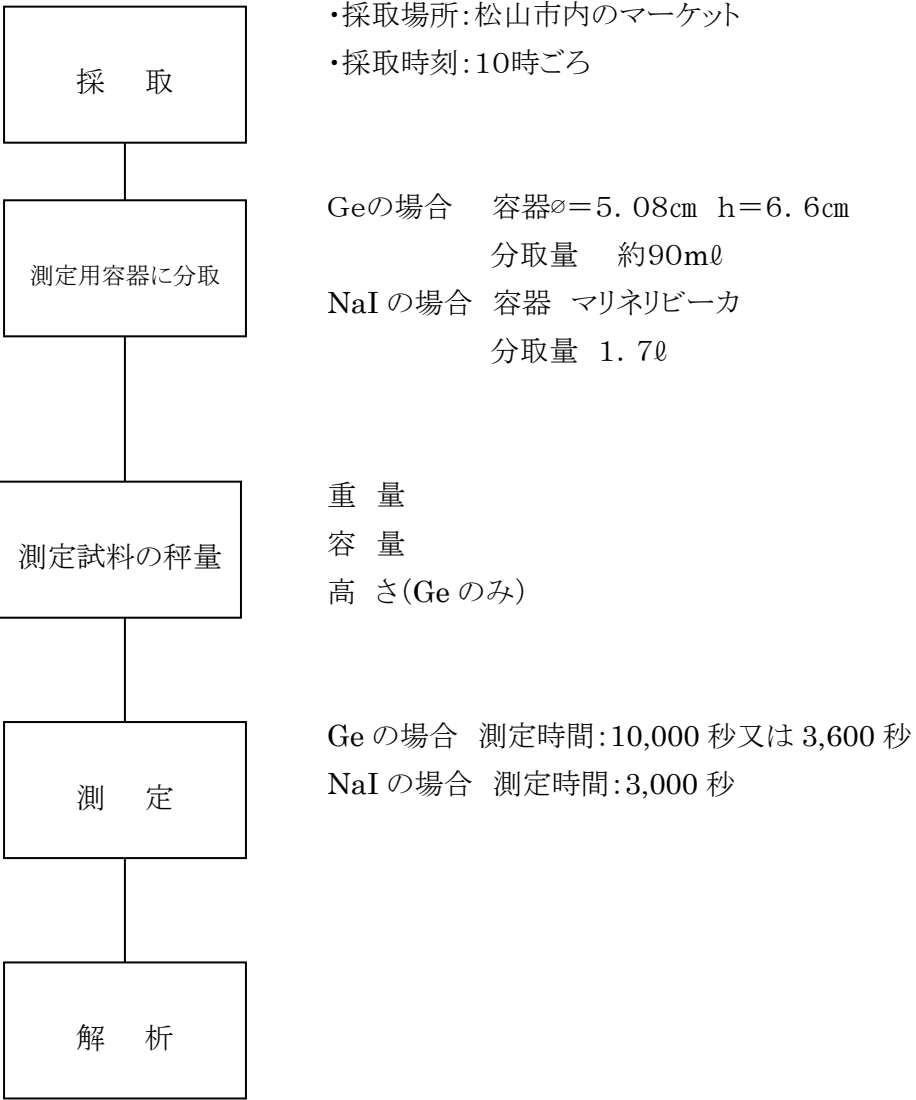 ・採取場所:松山市内のマーケット
・採取時刻:10時ごろ
採 取
Geの場合 容器∅=5.08㎝ h=6.6㎝
分取量 約90mℓ
測定用容器に分取
NaI の場合 容器 マリネリビーカ
分取量 1.7ℓ
重 量
容 量
測定試料の秤量
高 さ(Ge のみ)
Ge の場合 測定時間:10,000 秒又は 3,600 秒
NaI の場合 測定時間:3,000 秒
測 定
解 析